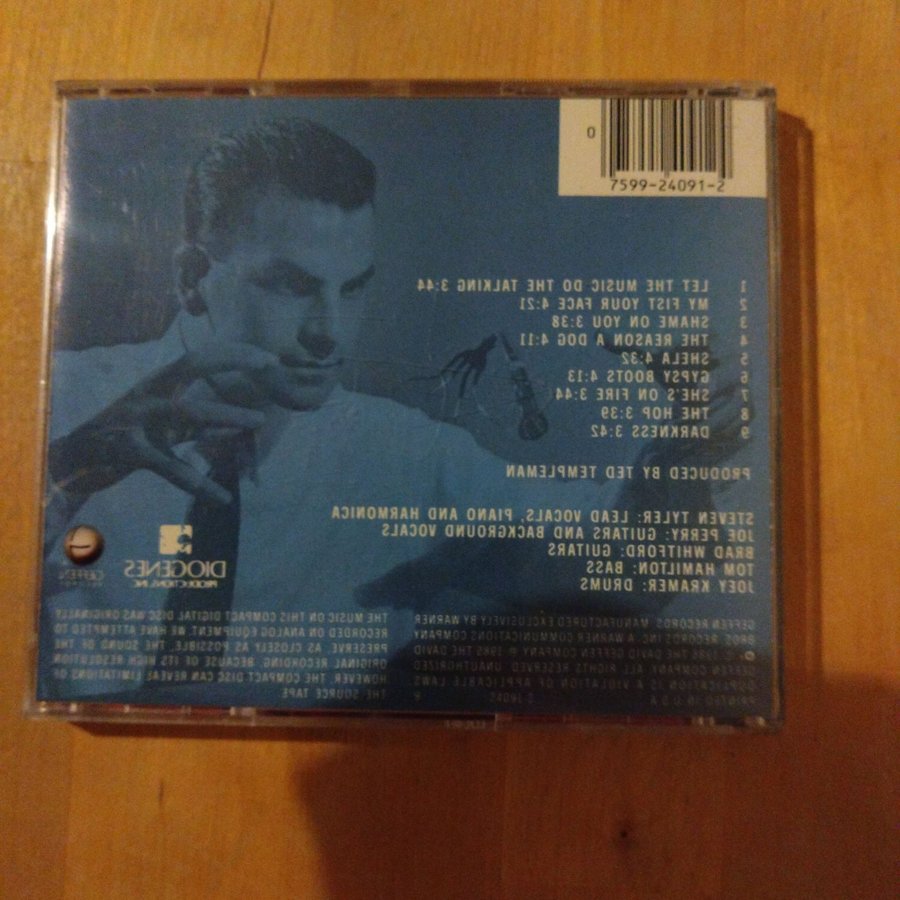 0
7599-24091-2
1 LET THE MUSIC DO THE TALKING 3:44
2 MY FIST YOUR FACE 4:21
3 SHAME ON YOU 3:38
4 THE REASON A DOG 4:11
5 SHELA 4:32
6 GYPSY BOOTS 4:13
7 SHE'S ON FIRE 3:44
8 THE HOP 3:39
9 DARKNESS 3:42
PRODUCED BY TED TEMPLEMAN
STEVEN TYLER: LEAD VOCALS, PIANO AND HARMONICA
JOE PERRY: GUITARS AND BACKGROUND VOCALS
BRAD WHITFORD: GUITARS
TOM HAMILTON: BASS
JOEY KRAMER: DRUMS
DIOGENES
PRODUCTIONS, INC.
GEFFEN
GEFFEN RECORDS. MANUFACTURED EXCLUSIVELY BY WARNER
BROS. RECORDS INC., A WARNER COMMUNICATIONS COMPANY
℗ 1985 THE DAVID GEFFEN COMPANY © 1985 THE DAVID
GEFFEN COMPANY. ALL RIGHTS RESERVED. UNAUTHORIZED
DUPLICATION IS A VIOLATION OF APPLICABLE LAWS
PRINTED IN U.S.A. 24091-2
THE MUSIC ON THIS COMPACT DIGITAL DISC WAS ORIGINALLY
RECORDED ON ANALOG EQUIPMENT. WE HAVE ATTEMPTED TO
PRESERVE, AS CLOSELY AS POSSIBLE, THE SOUND OF THE
ORIGINAL RECORDING. BECAUSE OF ITS HIGH RESOLUTION,
HOWEVER, THE COMPACT DISC CAN REVEAL LIMITATIONS OF
THE SOURCE TAPE.